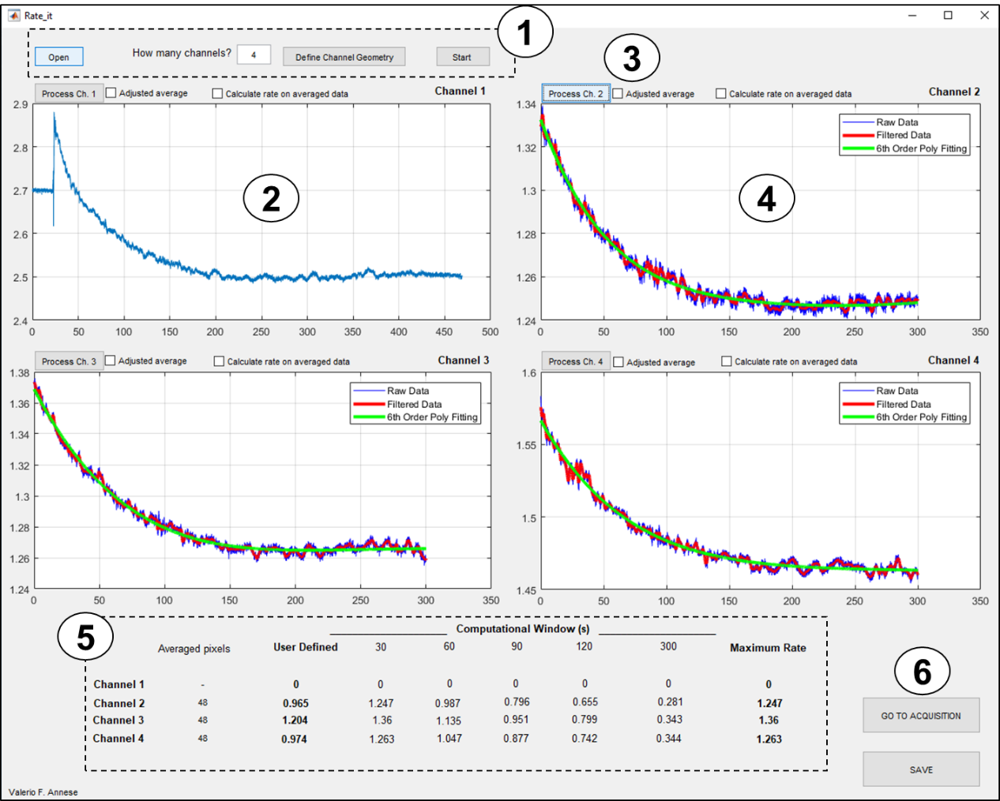 Rate_it
1
Open
How many channels? 4
Define Channel Geometry
Start
3
Process Ch. 1
Adjusted average
Calculate rate on averaged data
Channel 1
Process Ch. 2
Adjusted average
Calculate rate on averaged data
Channel 2
2.9
2.8
2.7
2.6
2.5
2.4
0 50 100 150 200 250 300 350 400 450 500
2
1.34
1.32
1.3
1.28
1.26
1.24
0 50 100 150 200 250 300 350
Raw Data
Filtered Data
6th Order Poly Fitting
4
Process Ch. 3
Adjusted average
Calculate rate on averaged data
Channel 3
Process Ch. 4
Adjusted average
Calculate rate on averaged data
Channel 4
1.38
1.36
1.34
1.32
1.3
1.28
1.26
1.24
0 50 100 150 200 250 300 350
Raw Data
Filtered Data
6th Order Poly Fitting
1.6
1.55
1.5
1.45
0 50 100 150 200 250 300 350
Raw Data
Filtered Data
6th Order Poly Fitting
5
Computational Window (s)
Averaged pixels User Defined 30 60 90 120 300 Maximum Rate
Channel 1 - 0 0 0 0 0 0 0
Channel 2 48 0.965 1.247 0.987 0.796 0.655 0.281 1.247
Channel 3 48 1.204 1.36 1.135 0.951 0.799 0.343 1.36
Channel 4 48 0.974 1.263 1.047 0.877 0.742 0.344 1.263
6
GO TO ACQUISITION
SAVE
Valerio F. Annese